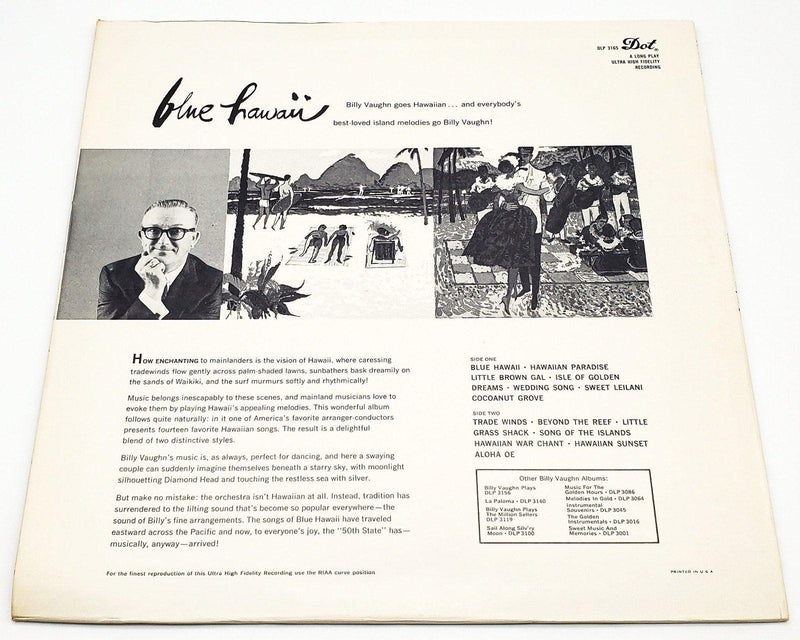 DLP 3165 Dot
A LONG PLAY
ULTRA HIGH FIDELITY
RECORDING
blue hawaii
Billy Vaughn goes Hawaiian . . . and everybody's
best-loved island melodies go Billy Vaughn!
HOW ENCHANTING to mainlanders is the vision of Hawaii, where caressing
tradewinds flow gently across palm-shaded lawns, sunbathers bask dreamily on
the sands of Waikiki, and the surf murmurs softly and rhythmically!
Music belongs inescapably to these scenes, and mainland musicians love to
evoke them by playing Hawaii's appealing melodies. This wonderful album
follows quite naturally: in it one of America's favorite arranger-conductors
presents fourteen favorite Hawaiian songs. The result is a delightful
blend of two distinctive styles.
Billy Vaughn's music is, as always, perfect for dancing, and here a swaying
couple can suddenly imagine themselves beneath a starry sky, with moonlight
silhouetting Diamond Head and touching the restless sea with silver.
But make no mistake: the orchestra isn't Hawaiian at all. Instead, tradition has
surrendered to the lilting sound that's become so popular everywhere—the
sound of Billy's fine arrangements. The songs of Blue Hawaii have traveled
eastward across the Pacific and now, to everyone's joy, the "50th State" has—
musically, anyway—arrived!
SIDE ONE
BLUE HAWAII • HAWAIIAN PARADISE
LITTLE BROWN GAL • ISLE OF GOLDEN
DREAMS • WEDDING SONG • SWEET LEILANI
COCOANUT GROVE
SIDE TWO
TRADE WINDS • BEYOND THE REEF • LITTLE
GRASS SHACK • SONG OF THE ISLANDS
HAWAIIAN WAR CHANT • HAWAIIAN SUNSET
ALOHA OE
Other Billy Vaughn Albums:
Billy Vaughn Plays
DLP 3156
La Paloma • DLP 3140
Billy Vaughn Plays
The Million Sellers
DLP 3119
Sail Along Silv'ry
Moon • DLP 3100
Music For The
Golden Hours • DLP 3086
Melodies In Gold • DLP 3064
Instrumental
Souvenirs • DLP 3045
The Golden
Instrumentals • DLP 3016
Sweet Music And
Memories • DLP 3001
For the finest reproduction of this Ultra High Fidelity Recording use the RIAA curve position
PRINTED IN U S A